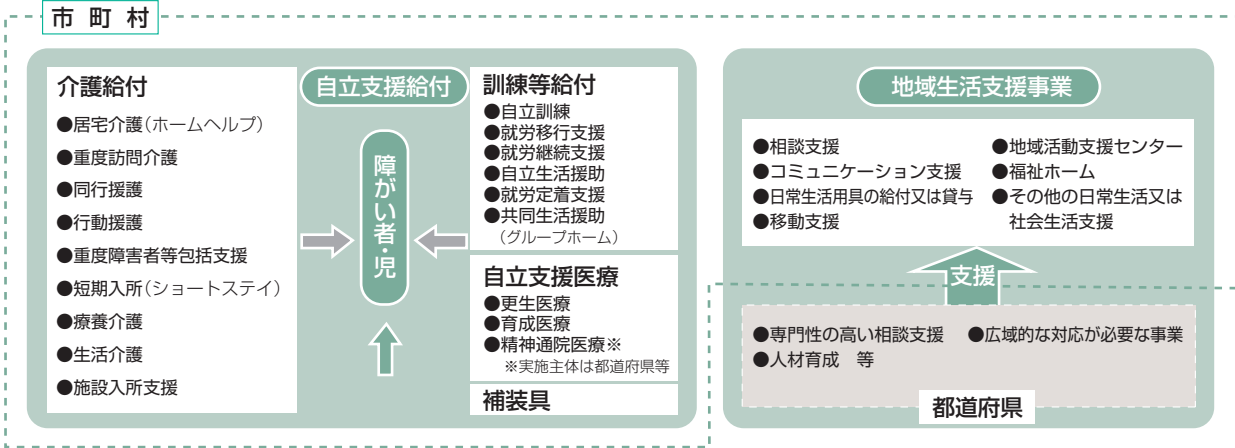 市町村
介護給付
●居宅介護(ホームヘルプ)
●重度訪問介護
●同行援護
●行動援護
●重度障害者等包括支援
●短期入所(ショートステイ)
●療養介護
●生活介護
●施設入所支援
自立支援給付
障がい者・児
訓練等給付
●自立訓練
●就労移行支援
●就労継続支援
●自立生活援助
●就労定着支援
●共同生活援助
(グループホーム)
自立支援医療
●更生医療
●育成医療
●精神通院医療※
※実施主体は都道府県等
補装具
地域生活支援事業
●相談支援
●コミュニケーション支援
●日常生活用具の給付又は貸与
●移動支援
●地域活動支援センター
●福祉ホーム
●その他の日常生活又は
社会生活支援
支援
●専門性の高い相談支援 ●広域的な対応が必要な事業
●人材育成 等
都道府県